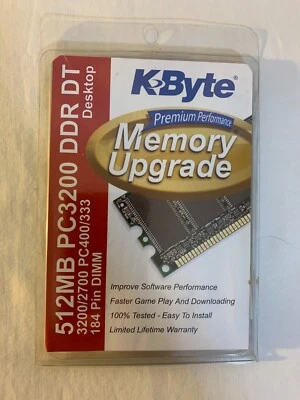 K-Byte®
Premium Performance
Memory
Upgrade
512MB PC3200 DDR DT
Desktop
3200/2700 PC400/333
184 Pin DIMM
Improve Software Performance
Faster Game Play And Downloading
100% Tested - Easy To Install
Limited Lifetime Warranty